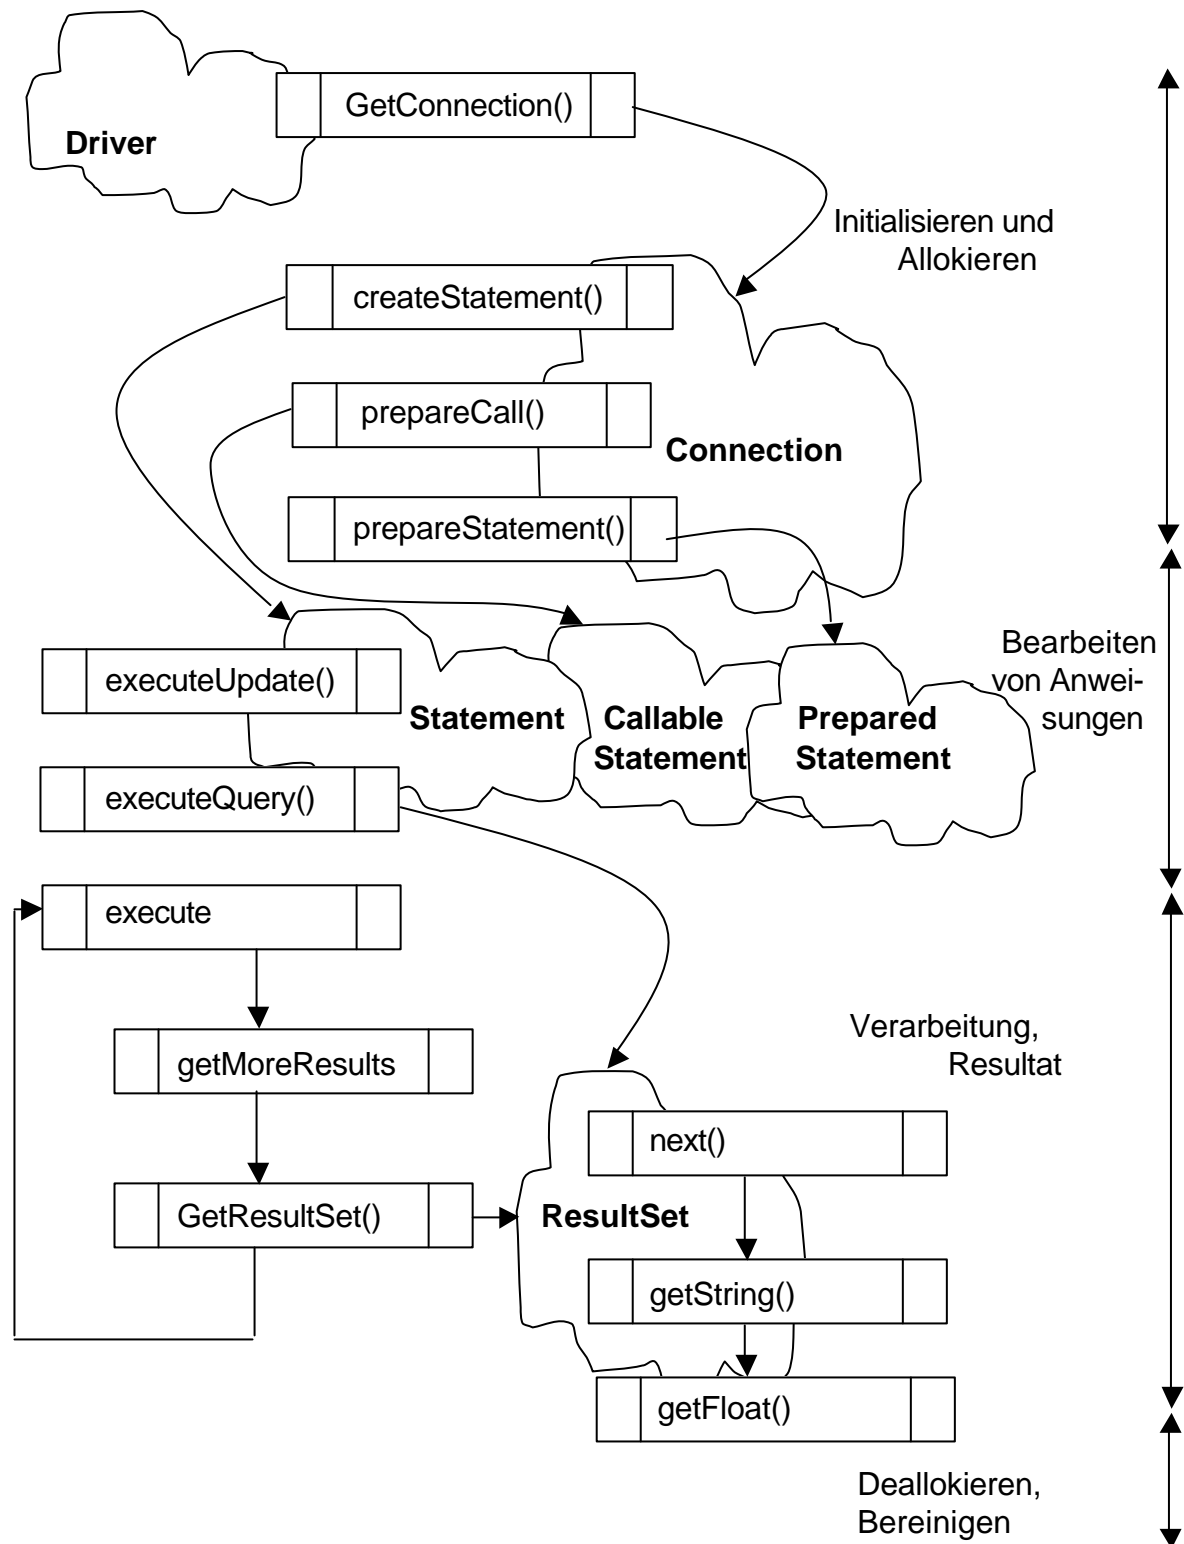 GetConnection()
Driver
Initialisieren und
Allokieren
createStatement()
prepareCall()
Connection
prepareStatement()
Bearbeiten
von Anwei-
sungen
executeUpdate()
Statement
Callable
Statement
Prepared
Statement
executeQuery()
execute
Verarbeitung,
Resultat
getMoreResults
next()
GetResultSet()
ResultSet
getString()
getFloat()
Deallokieren,
Bereinigen